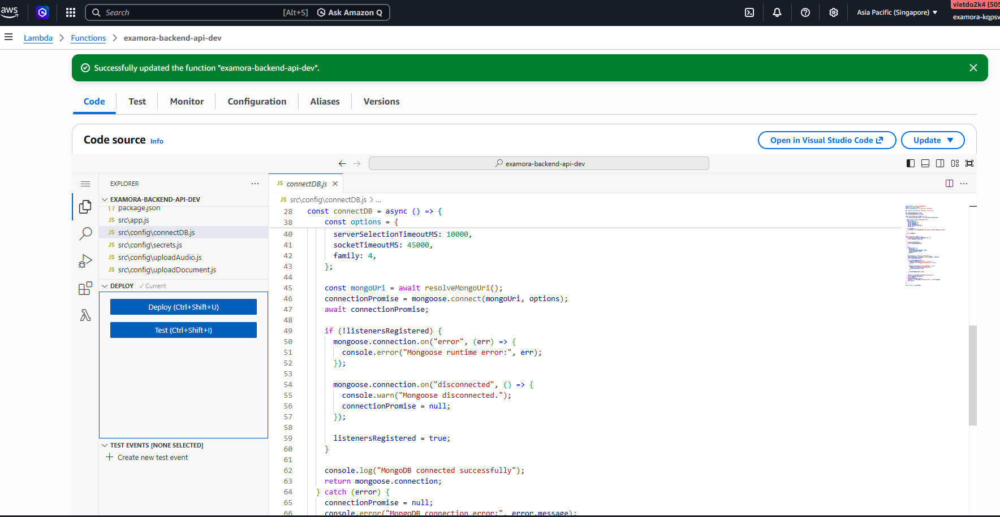 aws
Search [Alt+S] Ask Amazon Q
Asia Pacific (Singapore)
vietdo2k4 (505
examora-kqpsv
Lambda > Functions > examora-backend-api-dev
Successfully updated the function "examora-backend-api-dev".
Code Test Monitor Configuration Aliases Versions
Code source Info
Open in Visual Studio Code
Update
examora-backend-api-dev
EXPLORER
EXAMORA-BACKEND-API-DEV
package.json
JS src\app.js
JS src\config\connectDB.js
JS src\config\secrets.js
JS src\config\uploadAudio.js
JS src\config\uploadDocument.js
DEPLOY ✓ Current
Deploy (Ctrl+Shift+U)
Test (Ctrl+Shift+I)
TEST EVENTS [NONE SELECTED]
+ Create new test event
JS connectDB.js
JS src\config\connectDB.js > ...
28 const connectDB = async () => {
38 const options = {
40 serverSelectionTimeoutMS: 10000,
41 socketTimeoutMS: 45000,
42 family: 4,
43 };
44
45 const mongoUri = await resolveMongoUri();
46 connectionPromise = mongoose.connect(mongoUri, options);
47 await connectionPromise;
48
49 if (!listenersRegistered) {
50 mongoose.connection.on("error", (err) => {
51 console.error("Mongoose runtime error:", err);
52 });
53
54 mongoose.connection.on("disconnected", () => {
55 console.warn("Mongoose disconnected.");
56 connectionPromise = null;
57 });
58
59 listenersRegistered = true;
60 }
61
62 console.log("MongoDB connected successfully");
63 return mongoose.connection;
64 } catch (error) {
65 connectionPromise = null;
66 console.error("MongoDB connection error:", error.message);